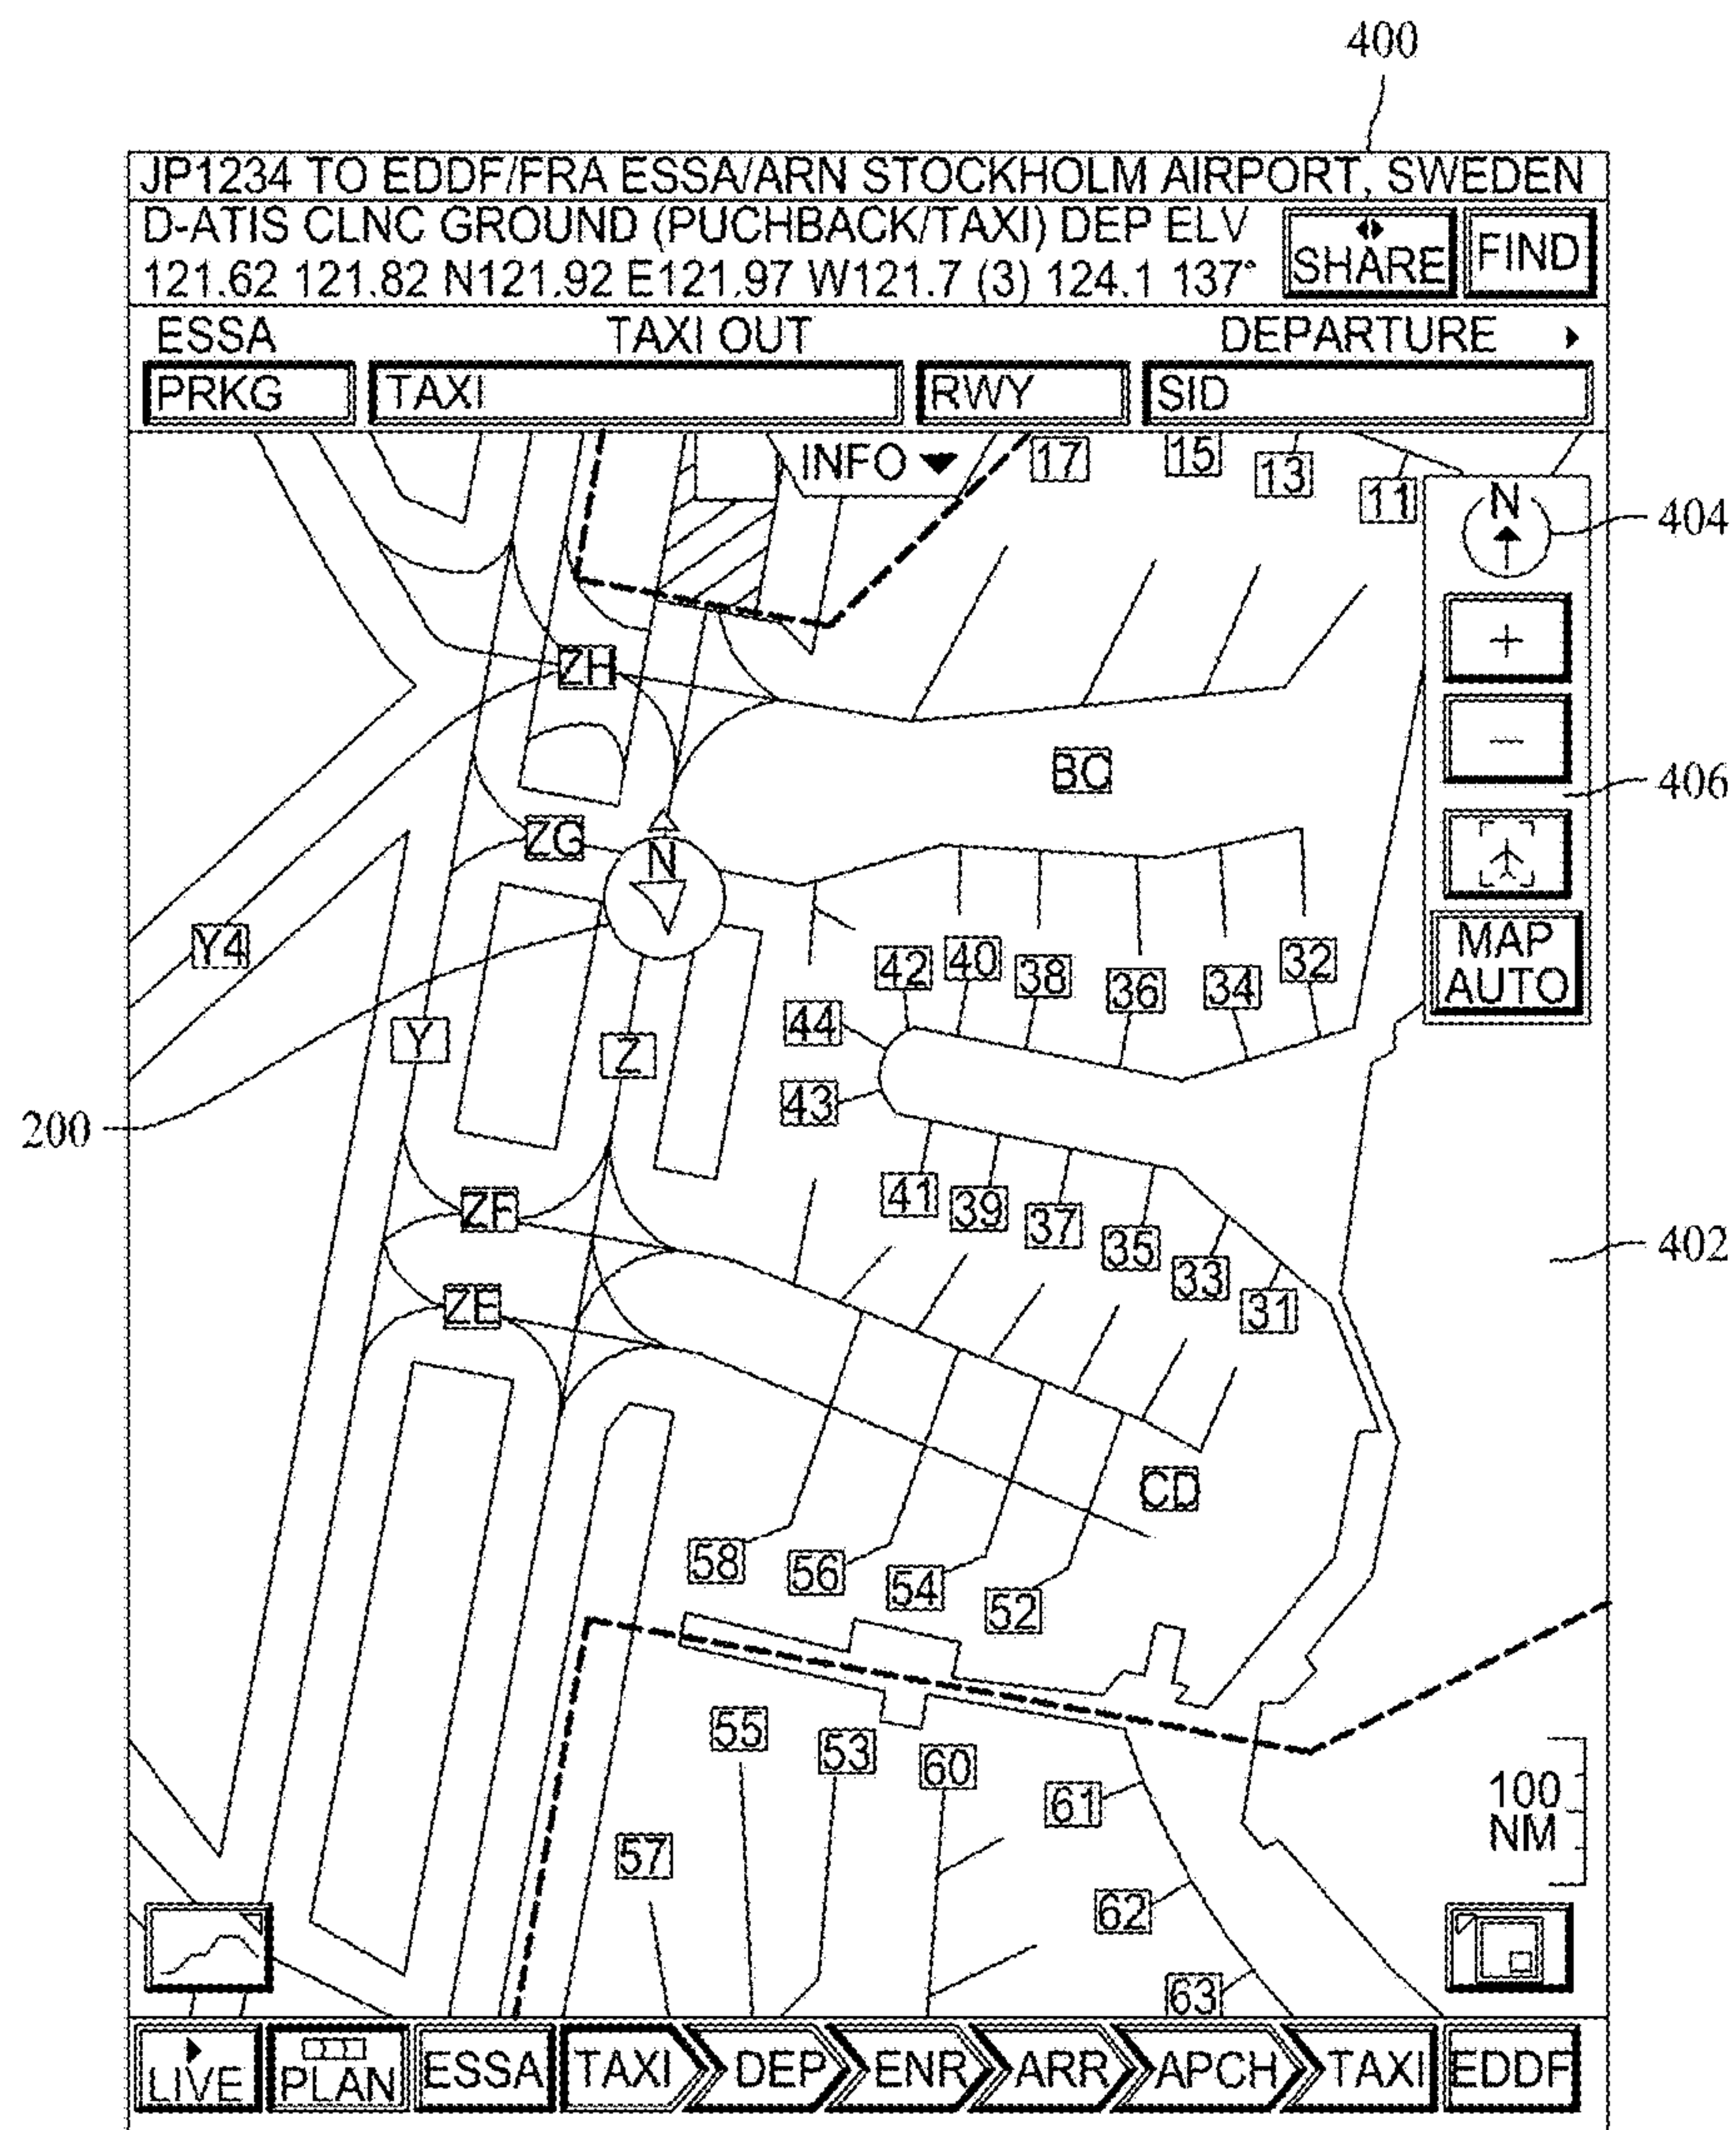 400
JP1234 TO EDDF/FRA ESSA/ARN STOCKHOLM AIRPORT, SWEDEN
D-ATIS CLNC GROUND (PUCHBACK/TAXI) DEP ELV
121.62 121.82 N121.92 E121.97 W121.7 (3) 124.1 137°
SHARE FIND
ESSA TAXI OUT DEPARTURE
PRKG TAXI RWY SID
INFO 17 15 13 11
N 404
+
ZH
BC
− 406
ZG
N
Y4
MAP
AUTO
42 40 38 36 34 32
44
Y Z
43
200
41 39 37 35 33 31
ZF
402
ZE
CD
58 56 54 52
55 53 60 61
100
NM
57
62
63
LIVE PLAN ESSA TAXI DEP ENR ARR APCH TAXI EDDF